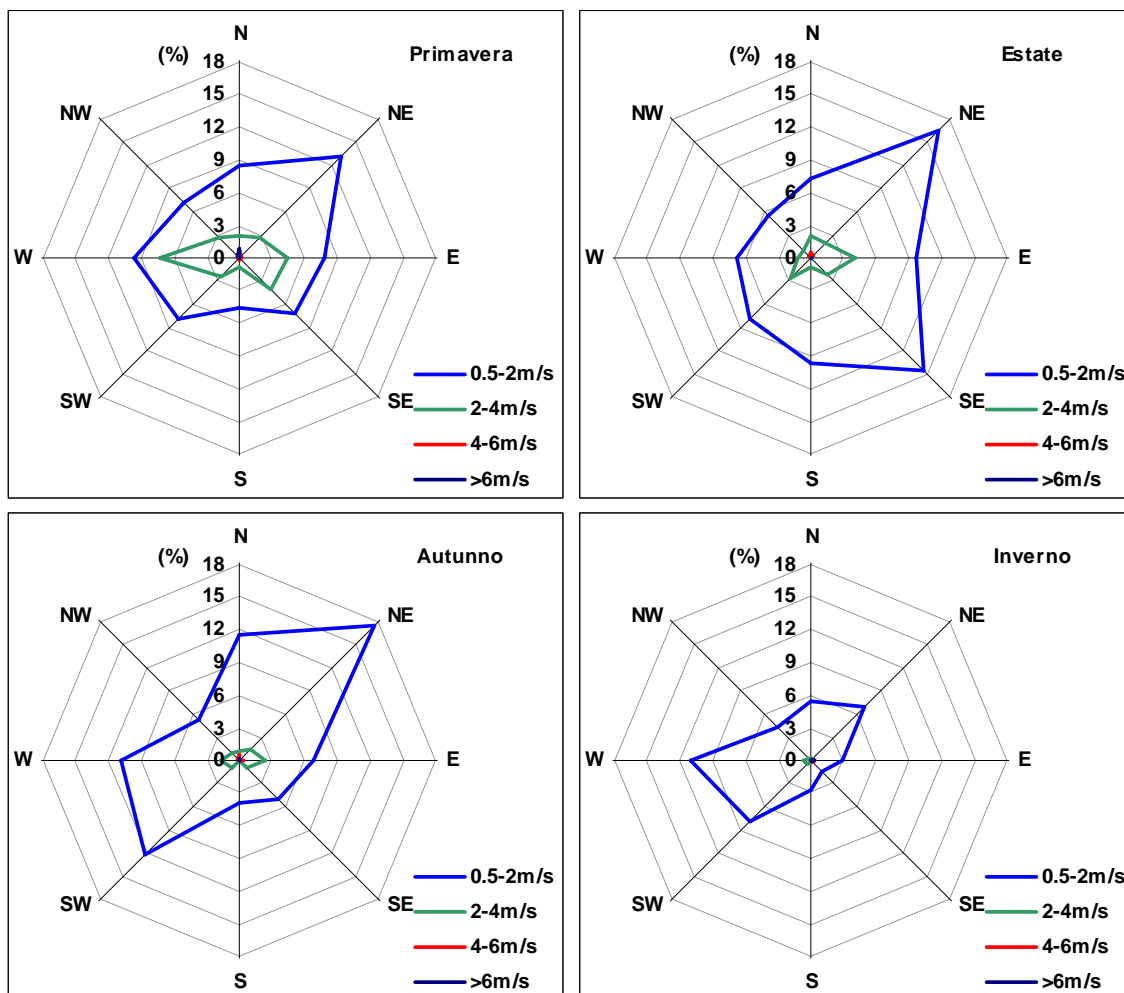 N
(%)
Primavera
18
15
12
9
6
3
0
NW
NE
W
E
SW
SE
S
0.5-2m/s
2-4m/s
4-6m/s
>6m/s
N
(%)
Estate
18
15
12
9
6
3
0
NW
NE
W
E
SW
SE
S
0.5-2m/s
2-4m/s
4-6m/s
>6m/s
N
(%)
Autunno
18
15
12
9
6
3
0
NW
NE
W
E
SW
SE
S
0.5-2m/s
2-4m/s
4-6m/s
>6m/s
N
(%)
Inverno
18
15
12
9
6
3
0
NW
NE
W
E
SW
SE
S
0.5-2m/s
2-4m/s
4-6m/s
>6m/s